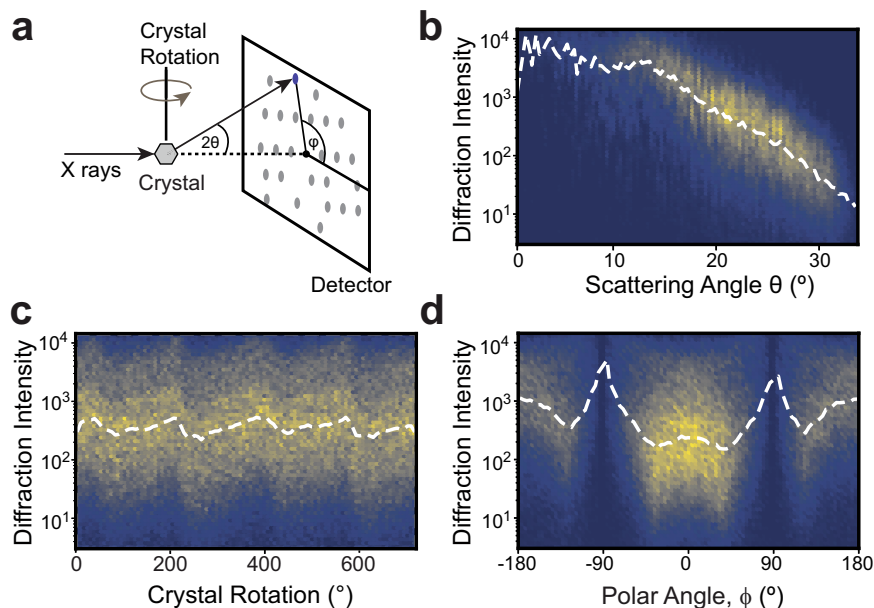 a
Crystal
Rotation
2θ
φ
X rays
Crystal
Detector
b
Diffraction Intensity
10⁴
10³
10²
10¹
0
10
20
30
Scattering Angle θ (º)
c
Diffraction Intensity
10⁴
10³
10²
10¹
0
200
400
600
Crystal Rotation (°)
d
Diffraction Intensity
10⁴
10³
10²
10¹
-180
-90
0
90
180
Polar Angle, ϕ (º)